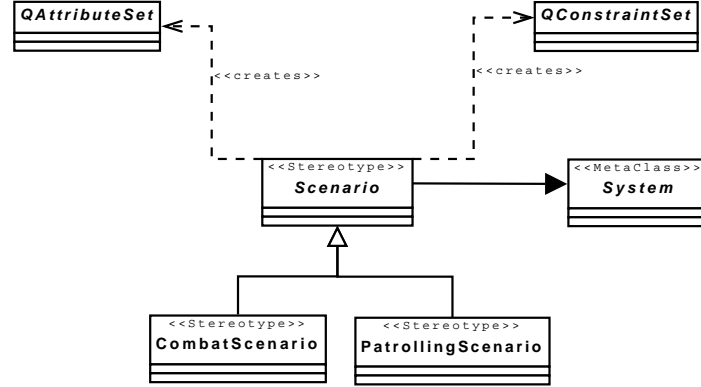 QAttributeSet
QConstraintSet
<<creates>>
<<creates>>
<<Stereotype>>
Scenario
<<MetaClass>>
System
<<Stereotype>>
CombatScenario
<<Stereotype>>
PatrollingScenario